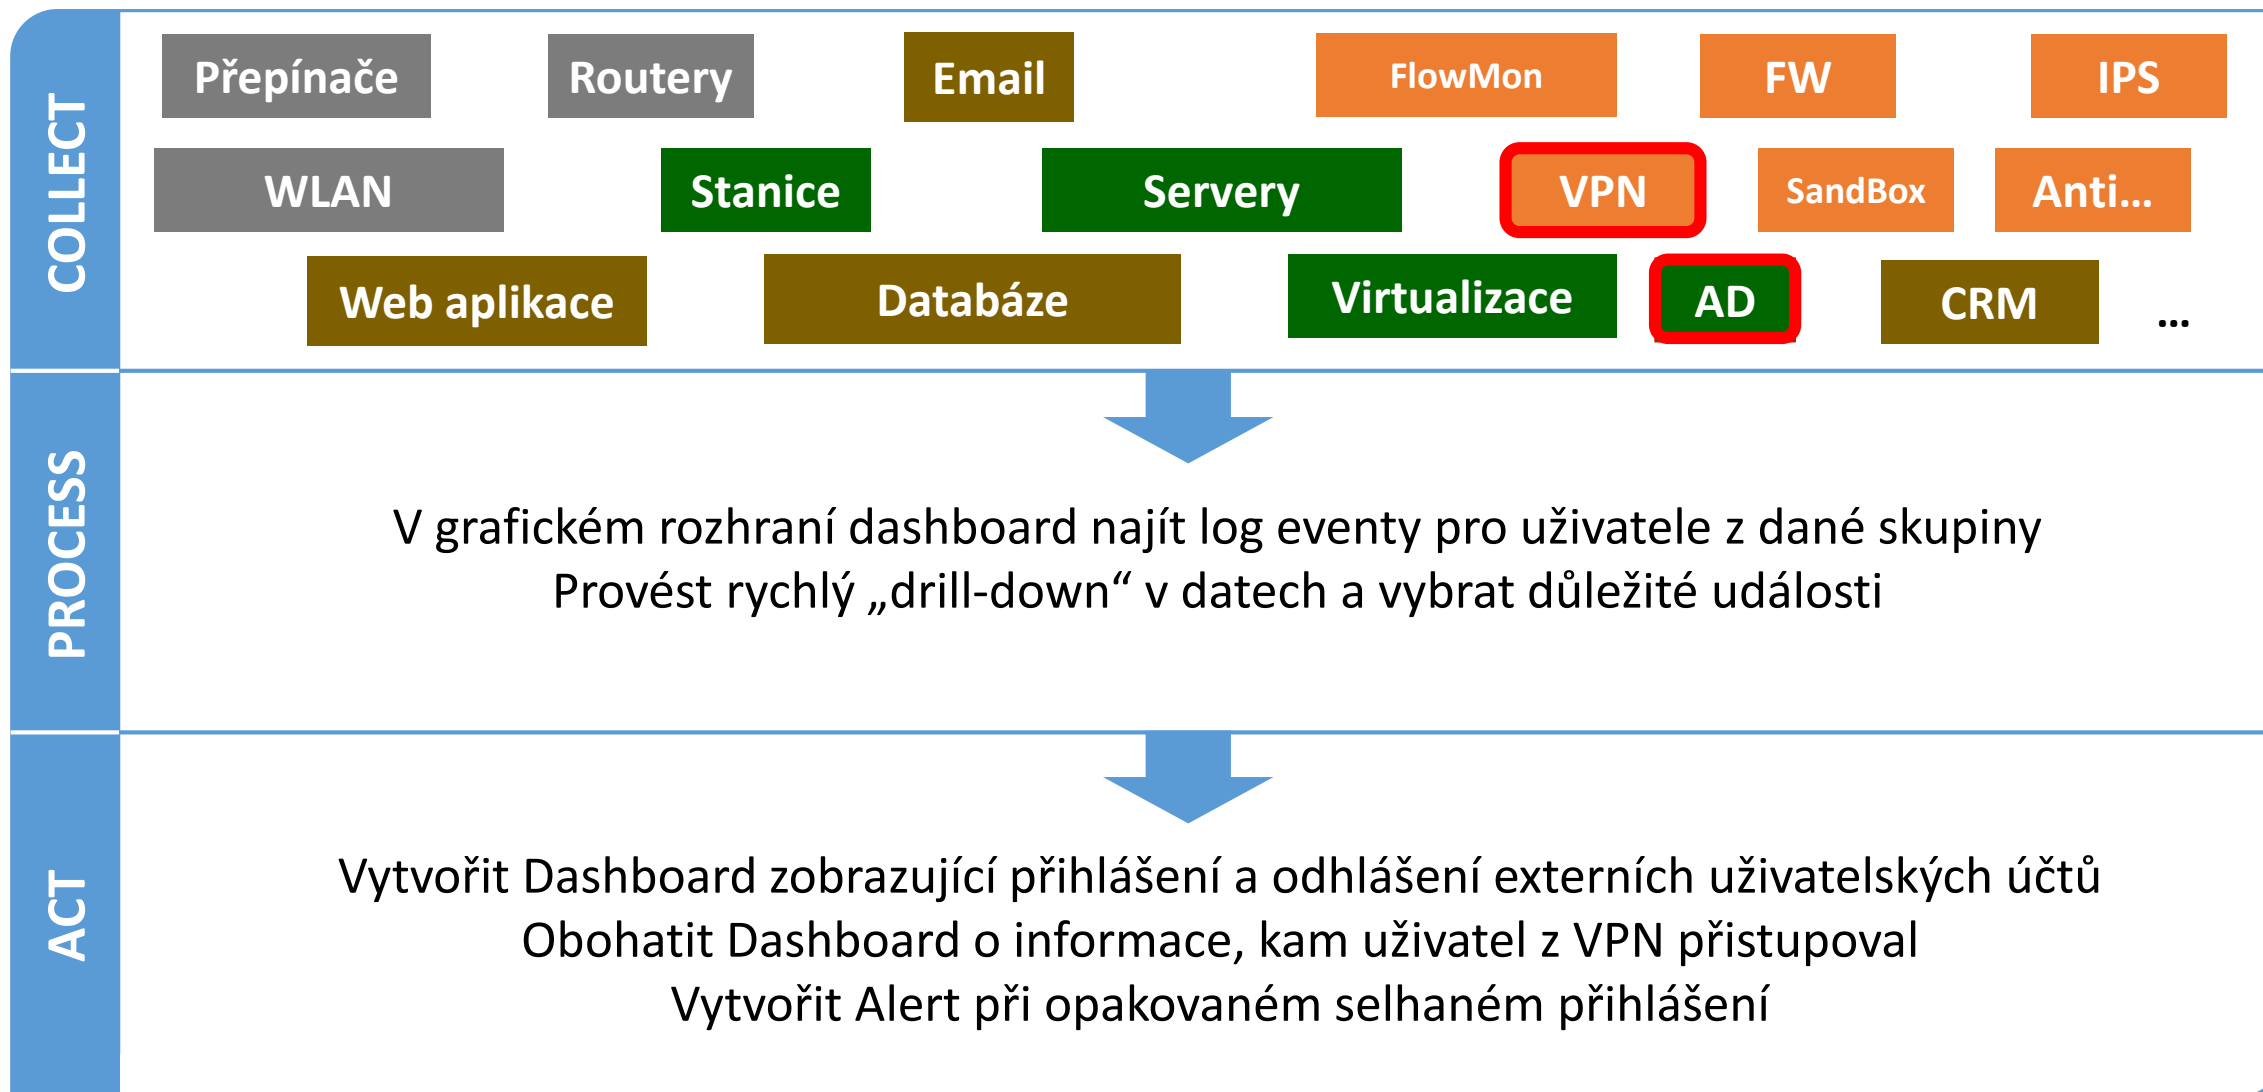 COLLECT
Přepínače
Routery
Email
FlowMon
FW
IPS
WLAN
Stanice
Servery
VPN
SandBox
Anti...
Web aplikace
Databáze
Virtualizace
AD
CRM
...
PROCESS
V grafickém rozhraní dashboard najít log eventy pro uživatele z dané skupiny
Provést rychlý „drill-down“ v datech a vybrat důležité události
ACT
Vytvořit Dashboard zobrazující přihlášení a odhlášení externích uživatelských účtů
Obohatit Dashboard o informace, kam uživatel z VPN přistupoval
Vytvořit Alert při opakovaném selhaném přihlášení